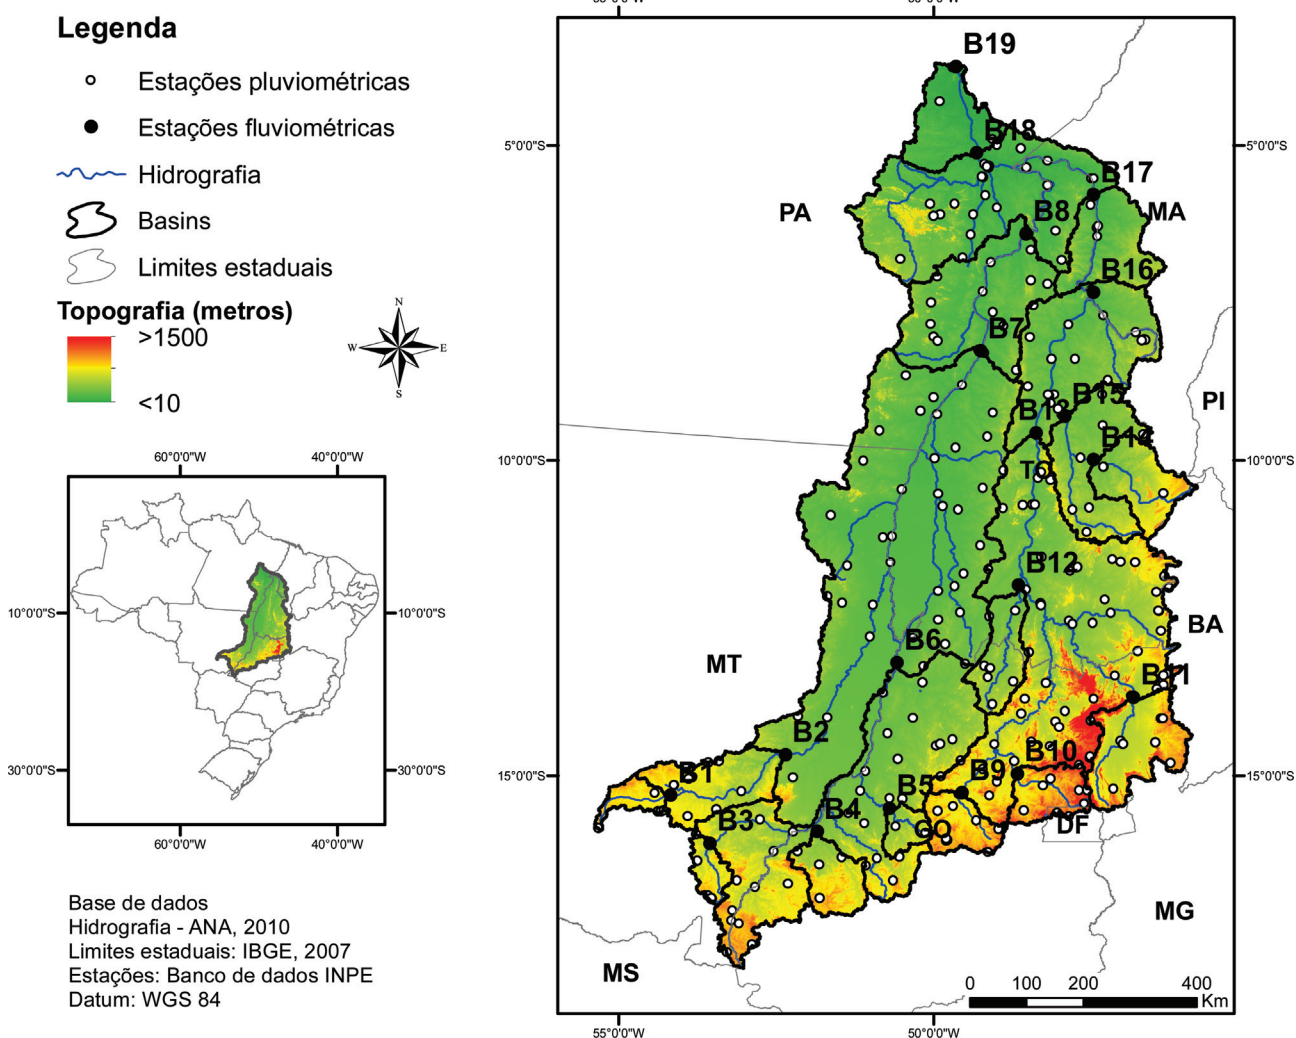 Legenda
Estações pluviométricas
Estações fluviométricas
Hidrografia
Basins
Limites estaduais
Topografia (metros)
>1500
<10
N
W
E
S
60°0'0"W
40°0'0"W
10°0'0"S
10°0'0"S
30°0'0"S
30°0'0"S
60°0'0"W
40°0'0"W
Base de dados
Hidrografia - ANA, 2010
Limites estaduais: IBGE, 2007
Estações: Banco de dados INPE
Datum: WGS 84
B19
B18
5°0'0"S
5°0'0"S
B17
PA
B8
MA
B16
B7
B15
PI
B13
B14
10°0'0"S
10°0'0"S
TO
B12
BA
B6
MT
B11
B2
B10
15°0'0"S
15°0'0"S
B1
B9
B5
B4
B3
GO
DF
MG
MS
0
100
200
400
Km
55°0'0"W
50°0'0"W